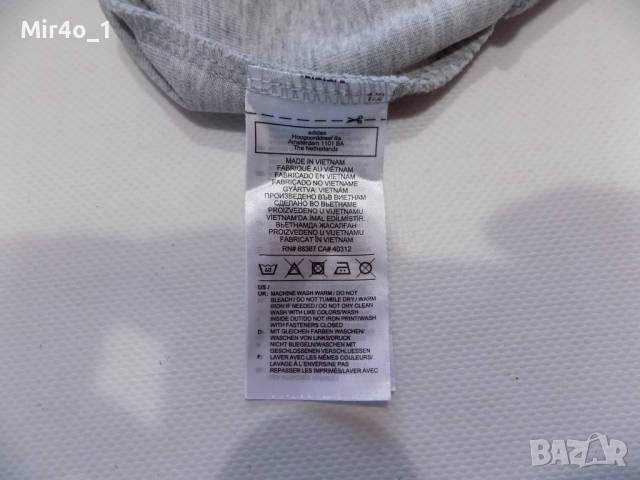 Mir4o_1
1/2
adidas
Hoogoorddreef 9a
Amsterdam 1101 BA
The Netherlands
MADE IN VIETNAM
FABRIQUÉ AU VIÊTNAM
FABRICADO EN VIETNAM
FABRICADO NO VIETNAME
GYÁRTVA: VIETNÁM
ПРОИЗВЕДЕНО ВЪВ ВИЕТНАМ
СДЕЛАНО ВО ВЬЕТНАМЕ
PROIZVEDENO U VIJETNAMU
VIETNAM'DA İMAL EDİLMİŞTİR.
ВЬЕТНАМДА ЖАСАЛҒАН
PROIZVEDENO U VIJETNAMU
FABRICAT ÎN VIETNAM
RN# 88387 CA# 40312
US /
UK: MACHINE WASH WARM / DO NOT
BLEACH / DO NOT TUMBLE DRY / WARM
IRON IF NEEDED / DO NOT DRY CLEAN
WASH WITH LIKE COLORS/WASH
INSIDE OUT/DO NOT IRON PRINT/WASH
WITH FASTENERS CLOSED
D: MIT GLEICHEN FARBEN WASCHEN/
WASCHEN VON LINKS/DRUCK
NICHT BUEGELN/WASCHEN MIT
GESCHLOSSENEN VERSCHLUESSEN
F: LAVER AVEC LES MÊMES COULEURS/
LAVAGE À L'ENVERS/NE PAS
REPASSER LES IMPRIMÉS/LAVER AVEC
BAZAR